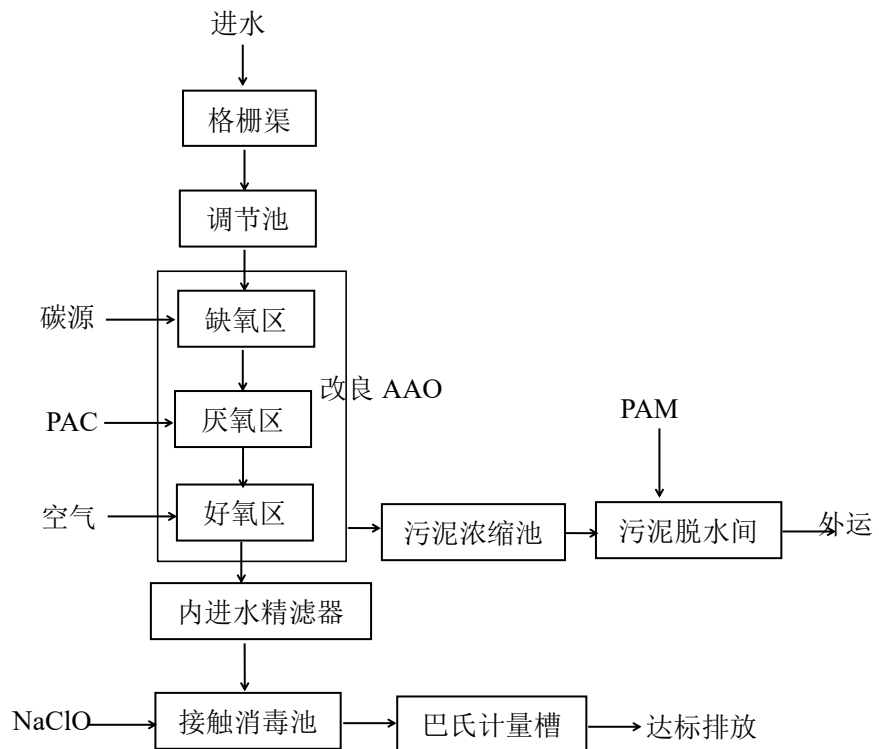 进水
格栅渠
调节池
碳源
缺氧区
改良 AAO
PAC
厌氧区
PAM
空气
好氧区
污泥浓缩池
污泥脱水间
外运
内进水精滤器
NaClO
接触消毒池
巴氏计量槽
达标排放